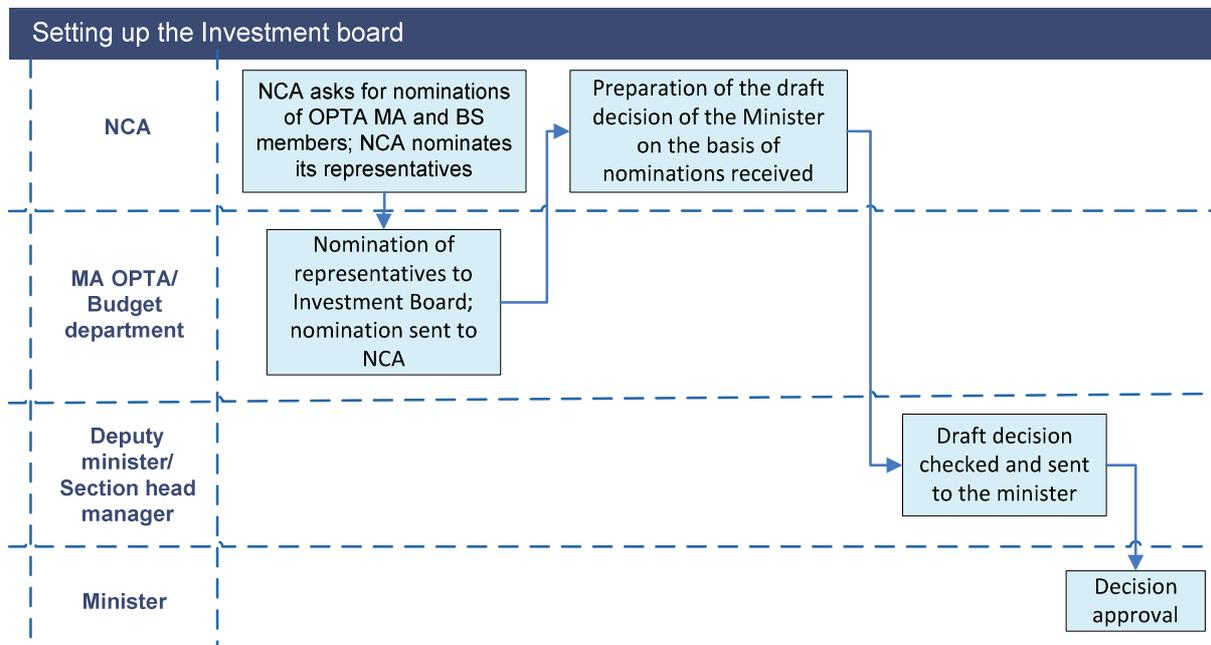 Setting up the Investment board
NCA
NCA asks for nominations
of OPTA MA and BS
members; NCA nominates
its representatives
Preparation of the draft
decision of the Minister
on the basis of
nominations received
MA OPTA/
Budget
department
Nomination of
representatives to
Investment Board;
nomination sent to
NCA
Deputy
minister/
Section head
manager
Draft decision
checked and sent
to the minister
Minister
Decision
approval